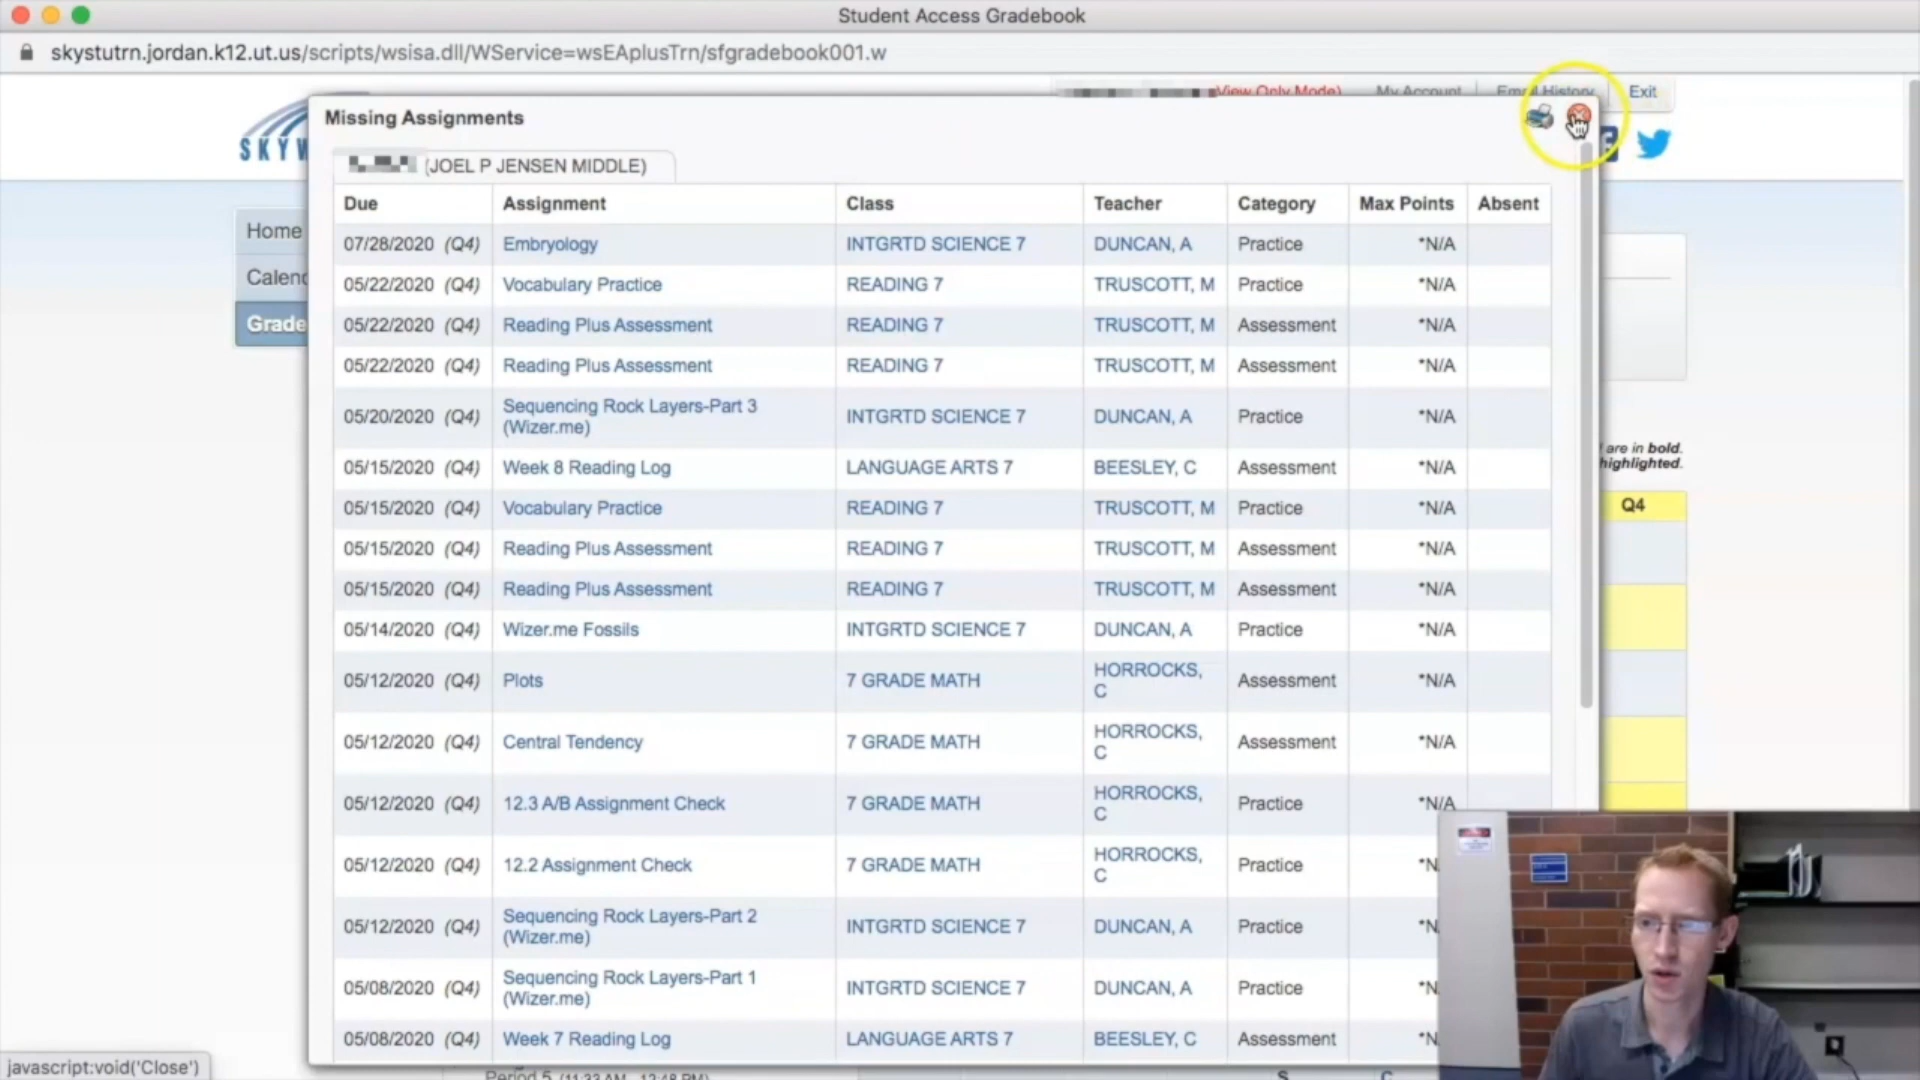 Student Access Gradebook
skystutrn.jordan.k12.ut.us/scripts/wsisa.dll/WService=wsEAplusTrn/sfgradebook001.w
View Only Mode) My Account Email History Exit
SKYW
Missing Assignments
(JOEL P JENSEN MIDDLE)
Home
Calend
Grade
Due Assignment Class Teacher Category Max Points Absent
07/28/2020 (Q4) Embryology INTGRTD SCIENCE 7 DUNCAN, A Practice *N/A
05/22/2020 (Q4) Vocabulary Practice READING 7 TRUSCOTT, M Practice *N/A
05/22/2020 (Q4) Reading Plus Assessment READING 7 TRUSCOTT, M Assessment *N/A
05/22/2020 (Q4) Reading Plus Assessment READING 7 TRUSCOTT, M Assessment *N/A
05/20/2020 (Q4) Sequencing Rock Layers-Part 3 INTGRTD SCIENCE 7 DUNCAN, A Practice *N/A
(Wizer.me)
05/15/2020 (Q4) Week 8 Reading Log LANGUAGE ARTS 7 BEESLEY, C Assessment *N/A
05/15/2020 (Q4) Vocabulary Practice READING 7 TRUSCOTT, M Practice *N/A
05/15/2020 (Q4) Reading Plus Assessment READING 7 TRUSCOTT, M Assessment *N/A
05/15/2020 (Q4) Reading Plus Assessment READING 7 TRUSCOTT, M Assessment *N/A
05/14/2020 (Q4) Wizer.me Fossils INTGRTD SCIENCE 7 DUNCAN, A Practice *N/A
05/12/2020 (Q4) Plots 7 GRADE MATH HORROCKS, Assessment *N/A
C
05/12/2020 (Q4) Central Tendency 7 GRADE MATH HORROCKS, Assessment *N/A
C
05/12/2020 (Q4) 12.3 A/B Assignment Check 7 GRADE MATH HORROCKS, Practice *N/A
C
05/12/2020 (Q4) 12.2 Assignment Check 7 GRADE MATH HORROCKS, Practice *N
C
05/12/2020 (Q4) Sequencing Rock Layers-Part 2 INTGRTD SCIENCE 7 DUNCAN, A Practice *N
(Wizer.me)
05/08/2020 (Q4) Sequencing Rock Layers-Part 1 INTGRTD SCIENCE 7 DUNCAN, A Practice *N
(Wizer.me)
05/08/2020 (Q4) Week 7 Reading Log LANGUAGE ARTS 7 BEESLEY, C Assessment *N
are in bold.
highlighted.
Q4
javascript:void('Close')
Period 5 (11:33 AM - 12:48 PM) S C